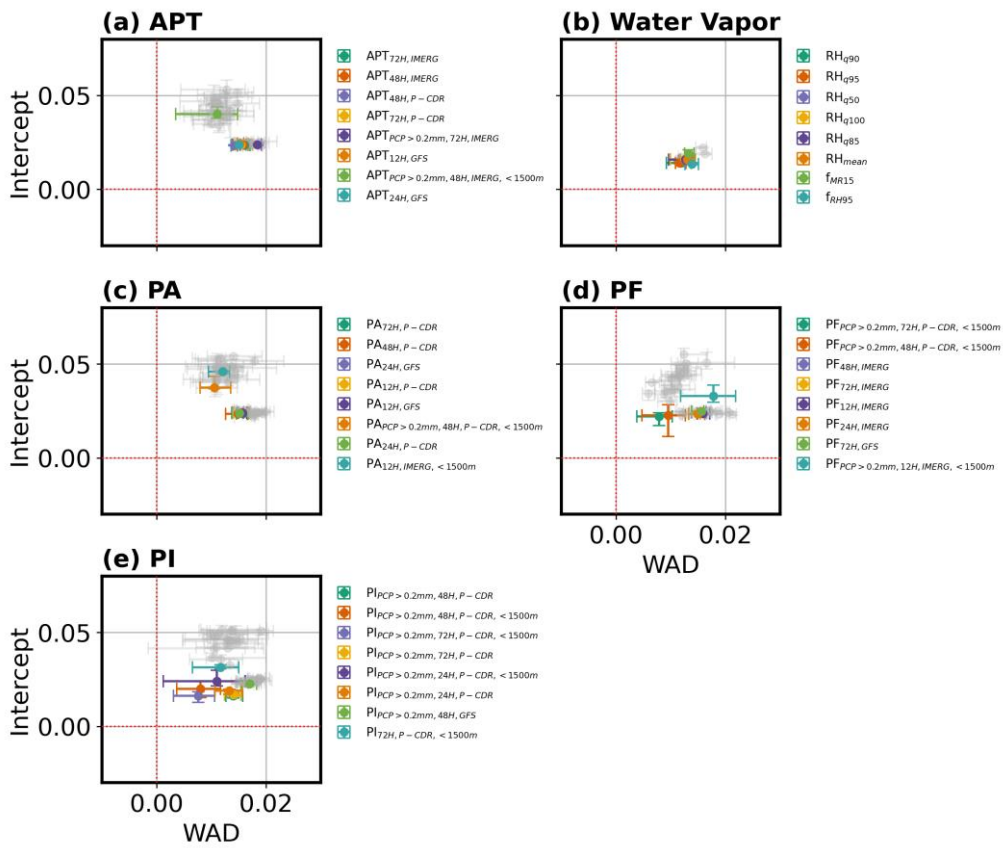 (a) APT
Intercept
0.05
0.00
APT72H, IMERG
APT48H, IMERG
APT48H, P−CDR
APT72H, P−CDR
APTPCP>0.2mm, 72H, IMERG
APT12H, GFS
APTPCP>0.2mm, 48H, IMERG, <1500m
APT24H, GFS
(b) Water Vapor
RHq90
RHq95
RHq50
RHq100
RHq85
RHmean
fMR15
fRH95
(c) PA
Intercept
0.05
0.00
PA72H, P−CDR
PA48H, P−CDR
PA24H, GFS
PA12H, P−CDR
PA12H, GFS
PAPCP>0.2mm, 48H, P−CDR, <1500m
PA24H, P−CDR
PA12H, IMERG, <1500m
(d) PF
PFPCP>0.2mm, 72H, P−CDR, <1500m
PFPCP>0.2mm, 48H, P−CDR, <1500m
PF48H, IMERG
PF72H, IMERG
PF12H, IMERG
PF24H, IMERG
PF72H, GFS
PFPCP>0.2mm, 12H, IMERG, <1500m
0.00 0.02
WAD
(e) PI
Intercept
0.05
0.00
PIPCP>0.2mm, 48H, P−CDR
PIPCP>0.2mm, 48H, P−CDR, <1500m
PIPCP>0.2mm, 72H, P−CDR, <1500m
PIPCP>0.2mm, 72H, P−CDR
PIPCP>0.2mm, 24H, P−CDR, <1500m
PIPCP>0.2mm, 24H, P−CDR
PIPCP>0.2mm, 48H, GFS
PI72H, P−CDR, <1500m
0.00 0.02
WAD